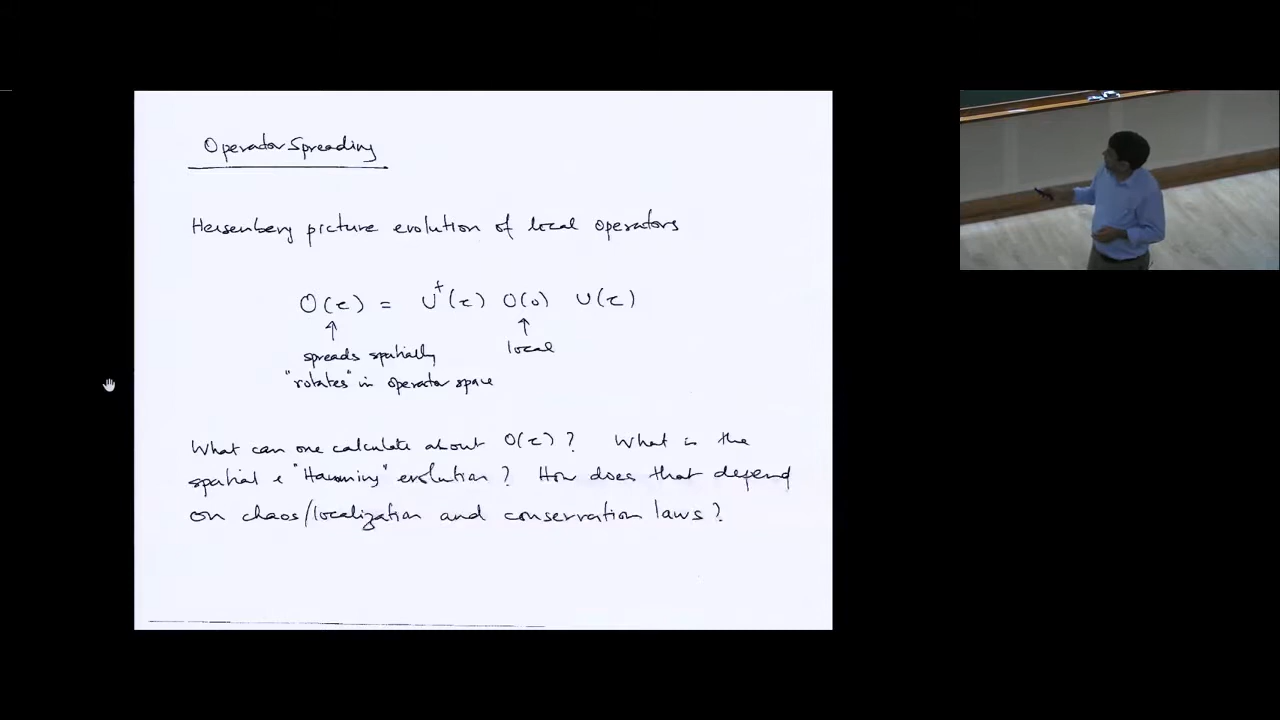 Operator Spreading
Heisenberg picture evolution of local operators
O(τ) = U†(τ) O(0) U(τ)
↑ ↑
spreads spatially local
"rotates" in operator space
What can one calculate about O(τ)? What is the
spatial & "Hamming" evolution? How does that depend
on chaos/localization and conservation laws?